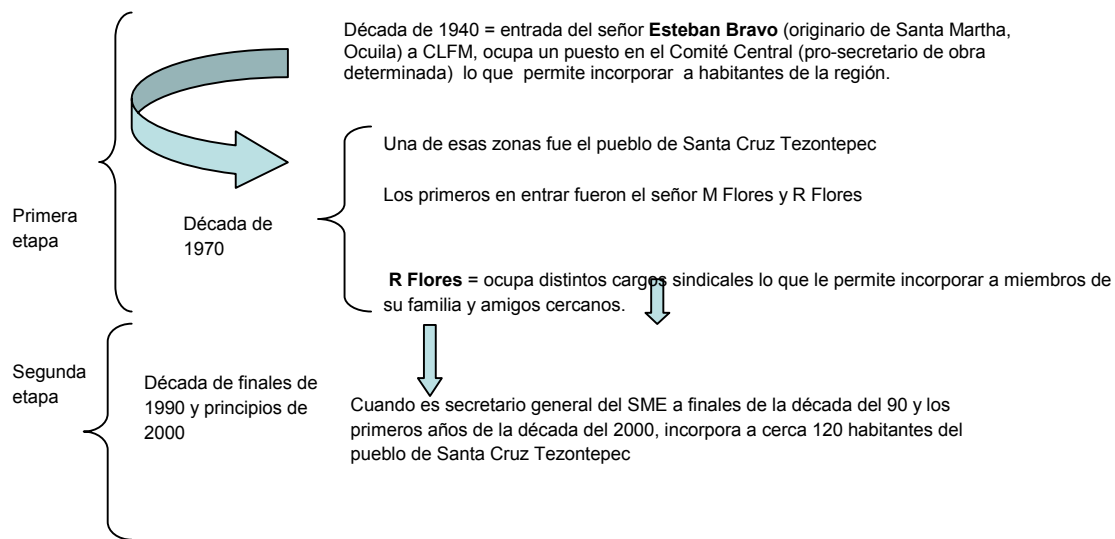 Década de 1940 = entrada del señor Esteban Bravo (originario de Santa Martha,
Ocuila) a CLFM, ocupa un puesto en el Comité Central (pro-secretario de obra
determinada) lo que permite incorporar a habitantes de la región.
Primera
etapa
Década de
1970
Una de esas zonas fue el pueblo de Santa Cruz Tezontepec
Los primeros en entrar fueron el señor M Flores y R Flores
R Flores = ocupa distintos cargos sindicales lo que le permite incorporar a miembros de
su familia y amigos cercanos.
Segunda
etapa
Década de finales de
1990 y principios de
2000
Cuando es secretario general del SME a finales de la década del 90 y los
primeros años de la década del 2000, incorpora a cerca 120 habitantes del
pueblo de Santa Cruz Tezontepec